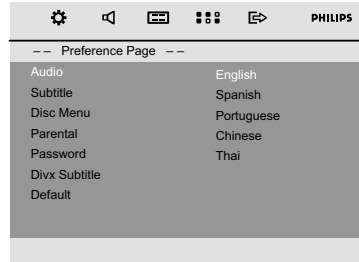 PHILIPS
-- Preference Page --
Audio English
Subtitle Spanish
Disc Menu Portuguese
Parental Chinese
Password Thai
Divx Subtitle
Default